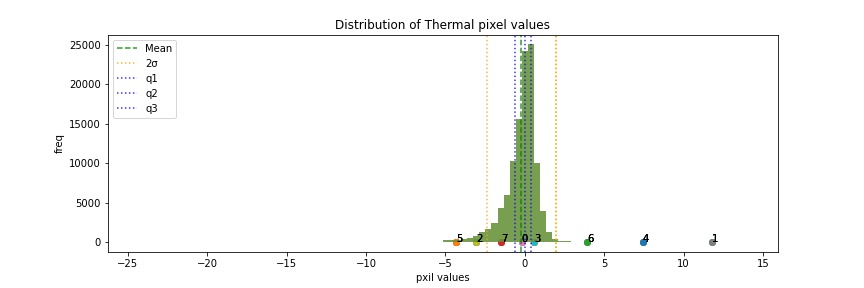 Distribution of Thermal pixel values
Mean
2σ
q1
q2
q3
freq
25000
20000
15000
10000
5000
0
5 2 7 0 3 6 4 1
−25 −20 −15 −10 −5 0 5 10 15
pxil values